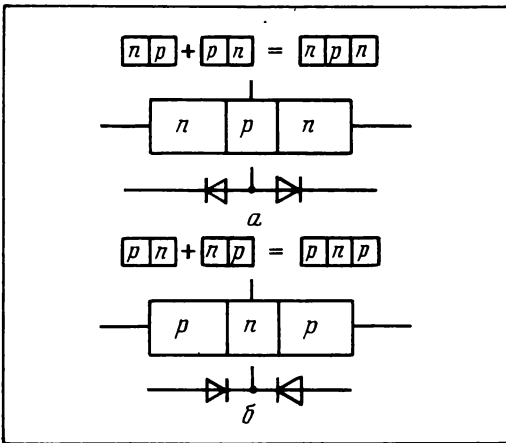 n p + p n = n p n
n p n
а
p n + n p = p n p
p n p
б